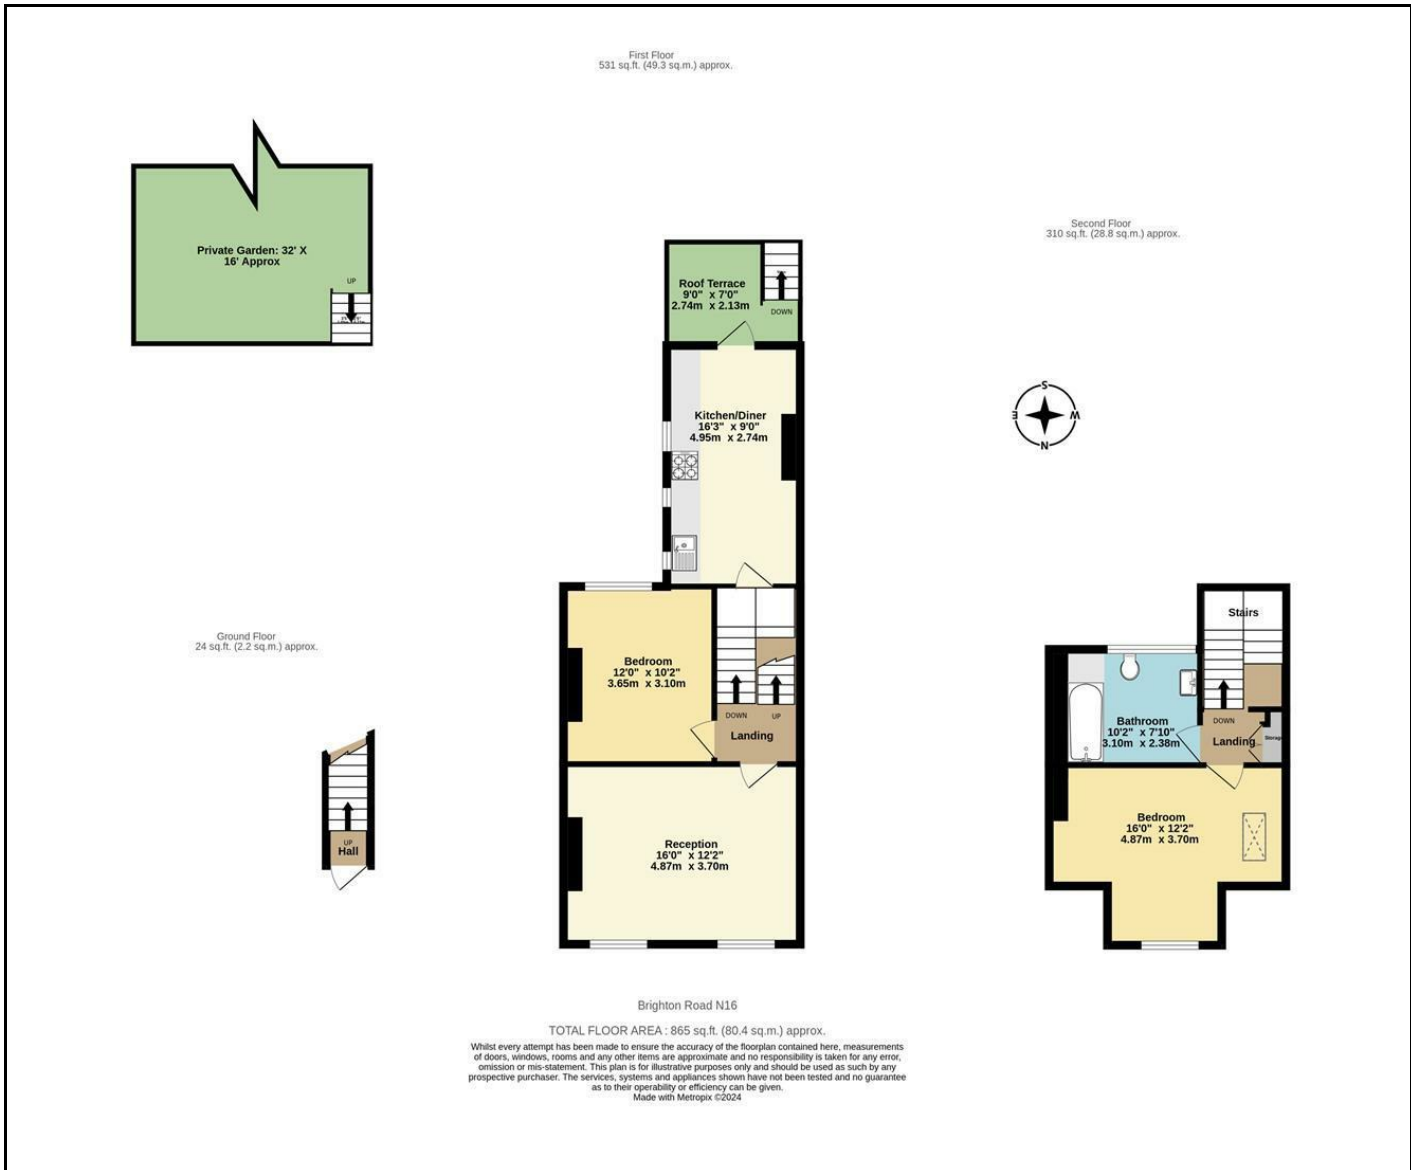 First Floor
531 sq.ft. (49.3 sq.m.) approx.
Private Garden: 32' X
16' Approx
UP
Second Floor
310 sq.ft. (28.8 sq.m.) approx.
Roof Terrace
9'0" x 7'0"
2.74m x 2.13m
DOWN
Kitchen/Diner
16'3" x 9'0"
4.95m x 2.74m
S
E W
N
Ground Floor
24 sq.ft. (2.2 sq.m.) approx.
Bedroom
12'0" x 10'2"
3.65m x 3.10m
DOWN UP
Landing
Stairs
Bathroom
10'2" x 7'10"
3.10m x 2.38m
DOWN
Landing
Storage
UP
Hall
Reception
16'0" x 12'2"
4.87m x 3.70m
Bedroom
16'0" x 12'2"
4.87m x 3.70m
Brighton Road N16
TOTAL FLOOR AREA : 865 sq.ft. (80.4 sq.m.) approx.
Whilst every attempt has been made to ensure the accuracy of the floorplan contained here, measurements
of doors, windows, rooms and any other items are approximate and no responsibility is taken for any error,
omission or mis-statement. This plan is for illustrative purposes only and should be used as such by any
prospective purchaser. The services, systems and appliances shown have not been tested and no guarantee
as to their operability or efficiency can be given.
Made with Metropix ©2024